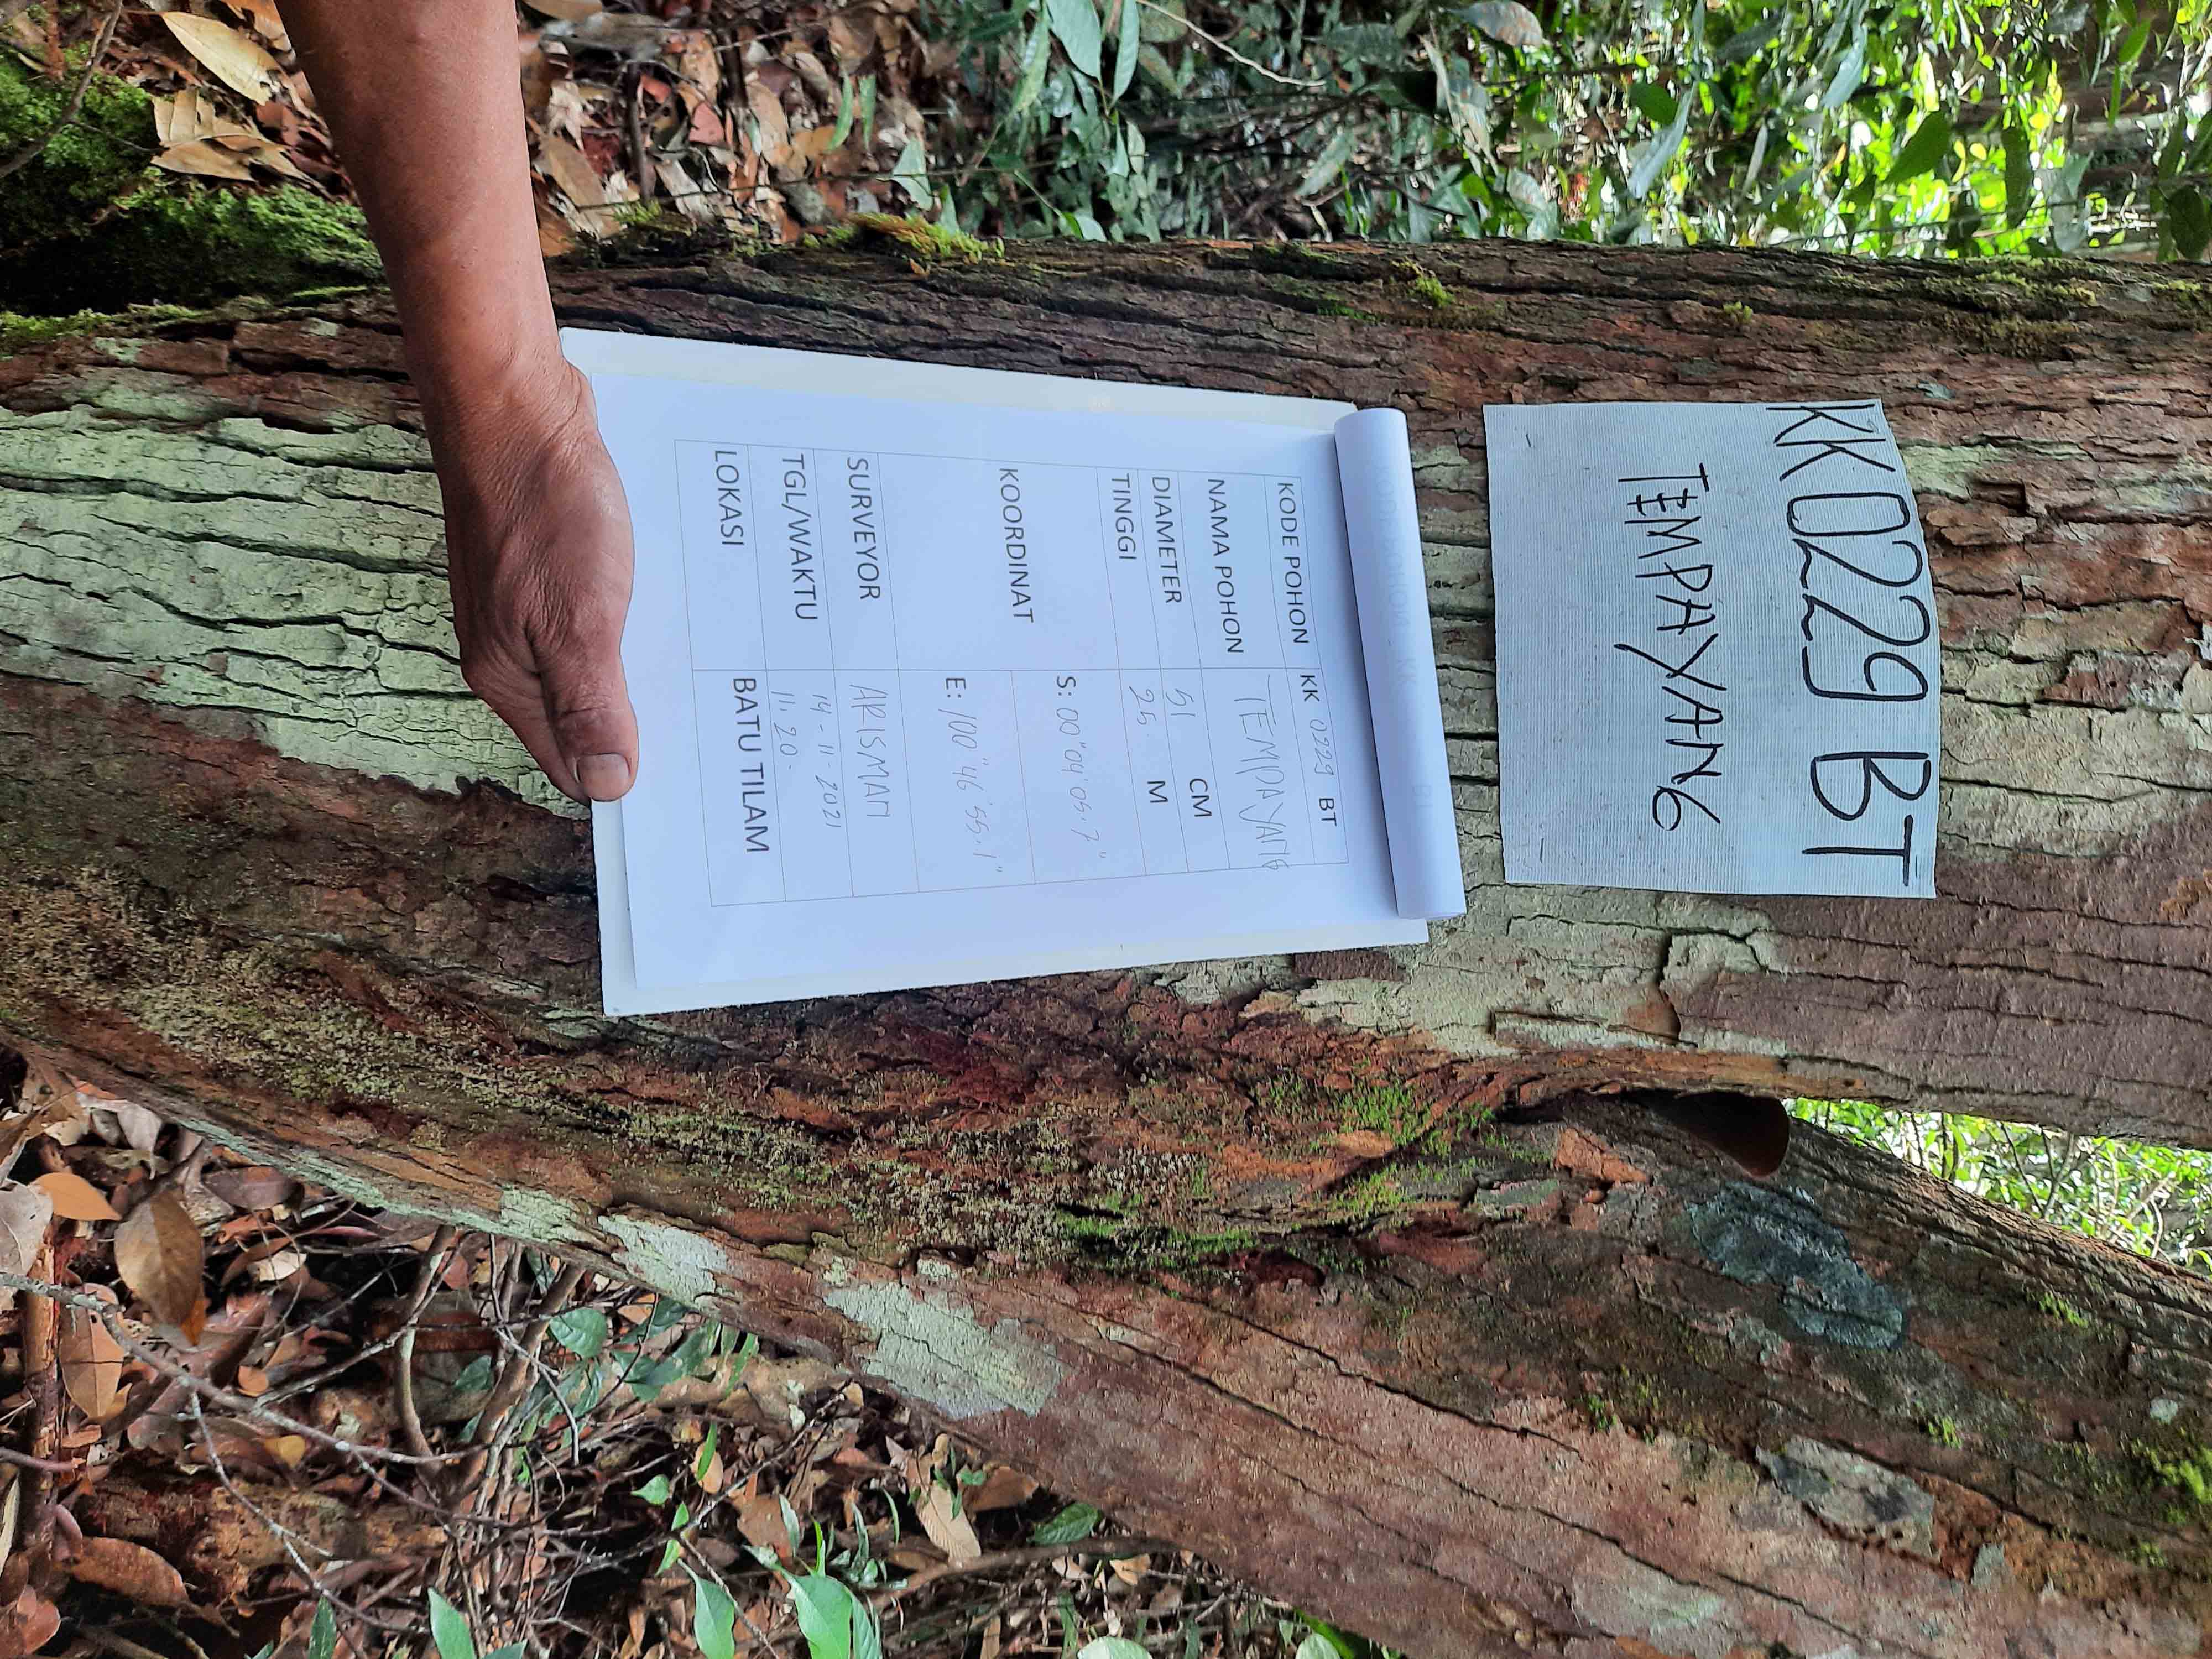 KK0229 BT
TEMPAYANG
KODE POHON KK 0229 BT
NAMA POHON TEMPAYANG
DIAMETER 51 CM
TINGGI 25 M
KOORDINAT S: 00°04'05.7"
E: 100°46'55.1"
SURVEYOR ARISMAN
TGL/WAKTU 14-11-2021
11.20.
LOKASI BATU TILAM